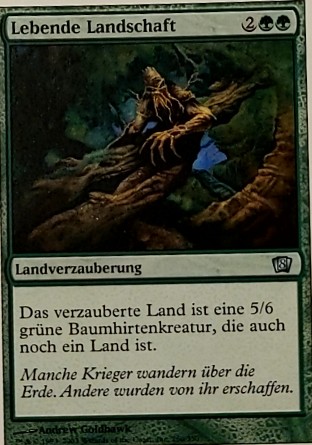 Lebende Landschaft 2
Landverzauberung
Das verzauberte Land ist eine 5/6
grüne Baumhirtenkreatur, die auch
noch ein Land ist.
Manche Krieger wandern über die
Erde. Andere wurden von ihr erschaffen.
Andrew Goldhawk